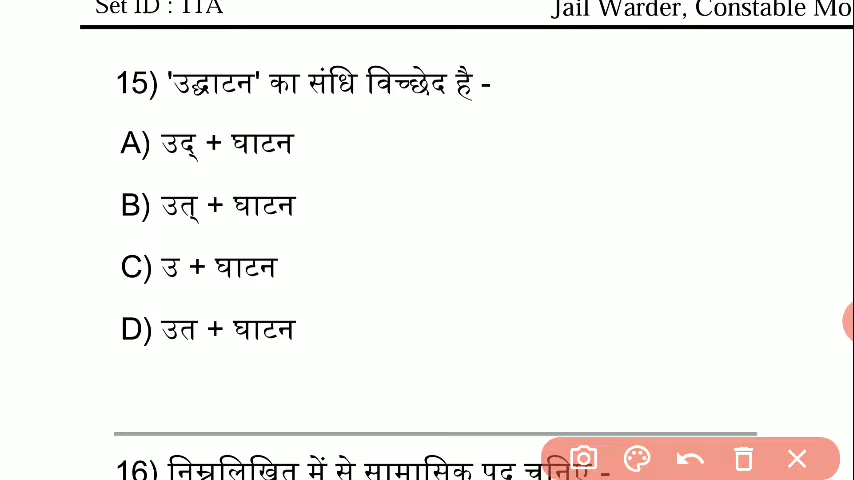 Set ID : 11A
Jail Warder, Constable Mo
15) 'उद्घाटन' का संधि विच्छेद है -
A) उद् + घाटन
B) उत् + घाटन
C) उ + घाटन
D) उत + घाटन
16) निम्नलिखित में से सामासिक पद चुनिए -